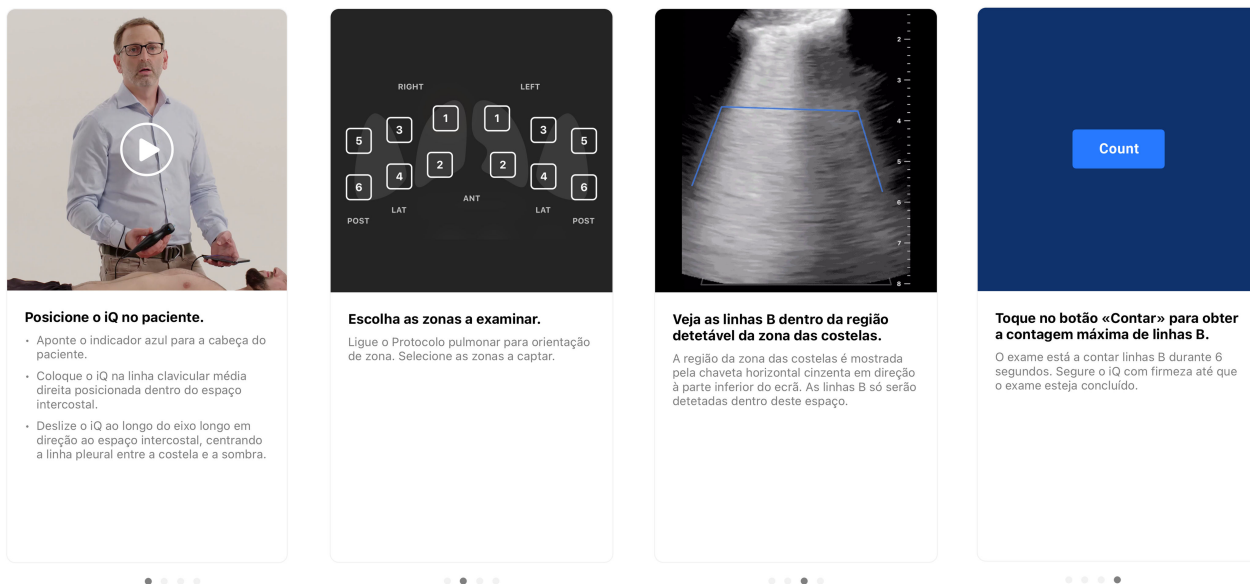 Posicione o iQ no paciente.
• Aponte o indicador azul para a cabeça do
paciente.
• Coloque o iQ na linha clavicular média
direita posicionada dentro do espaço
intercostal.
• Deslize o iQ ao longo do eixo longo em
direção ao espaço intercostal, centrando
a linha pleural entre a costela e a sombra.
RIGHT LEFT
1 1
3 3
5 5
2 2
4 4
6 6
ANT
LAT LAT
POST POST
Escolha as zonas a examinar.
Ligue o Protocolo pulmonar para orientação
de zona. Selecione as zonas a captar.
2
3
4
5
6
7
8
Veja as linhas B dentro da região
detetável da zona das costelas.
A região da zona das costelas é mostrada
pela chaveta horizontal cinzenta em direção
à parte inferior do ecrã. As linhas B só serão
detetadas dentro deste espaço.
Count
Toque no botão «Contar» para obter
a contagem máxima de linhas B.
O exame está a contar linhas B durante 6
segundos. Segure o iQ com firmeza até que
o exame esteja concluído.